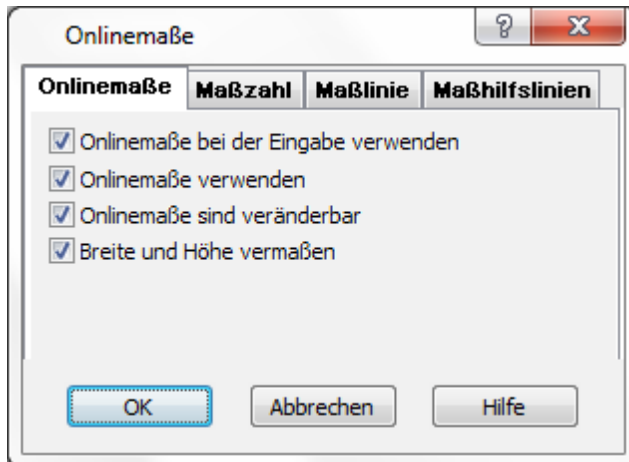 Onlinemaße
Onlinemaße Maßzahl Maßlinie Maßhilfslinien
Onlinemaße bei der Eingabe verwenden
Onlinemaße verwenden
Onlinemaße sind veränderbar
Breite und Höhe vermaßen
OK Abbrechen Hilfe